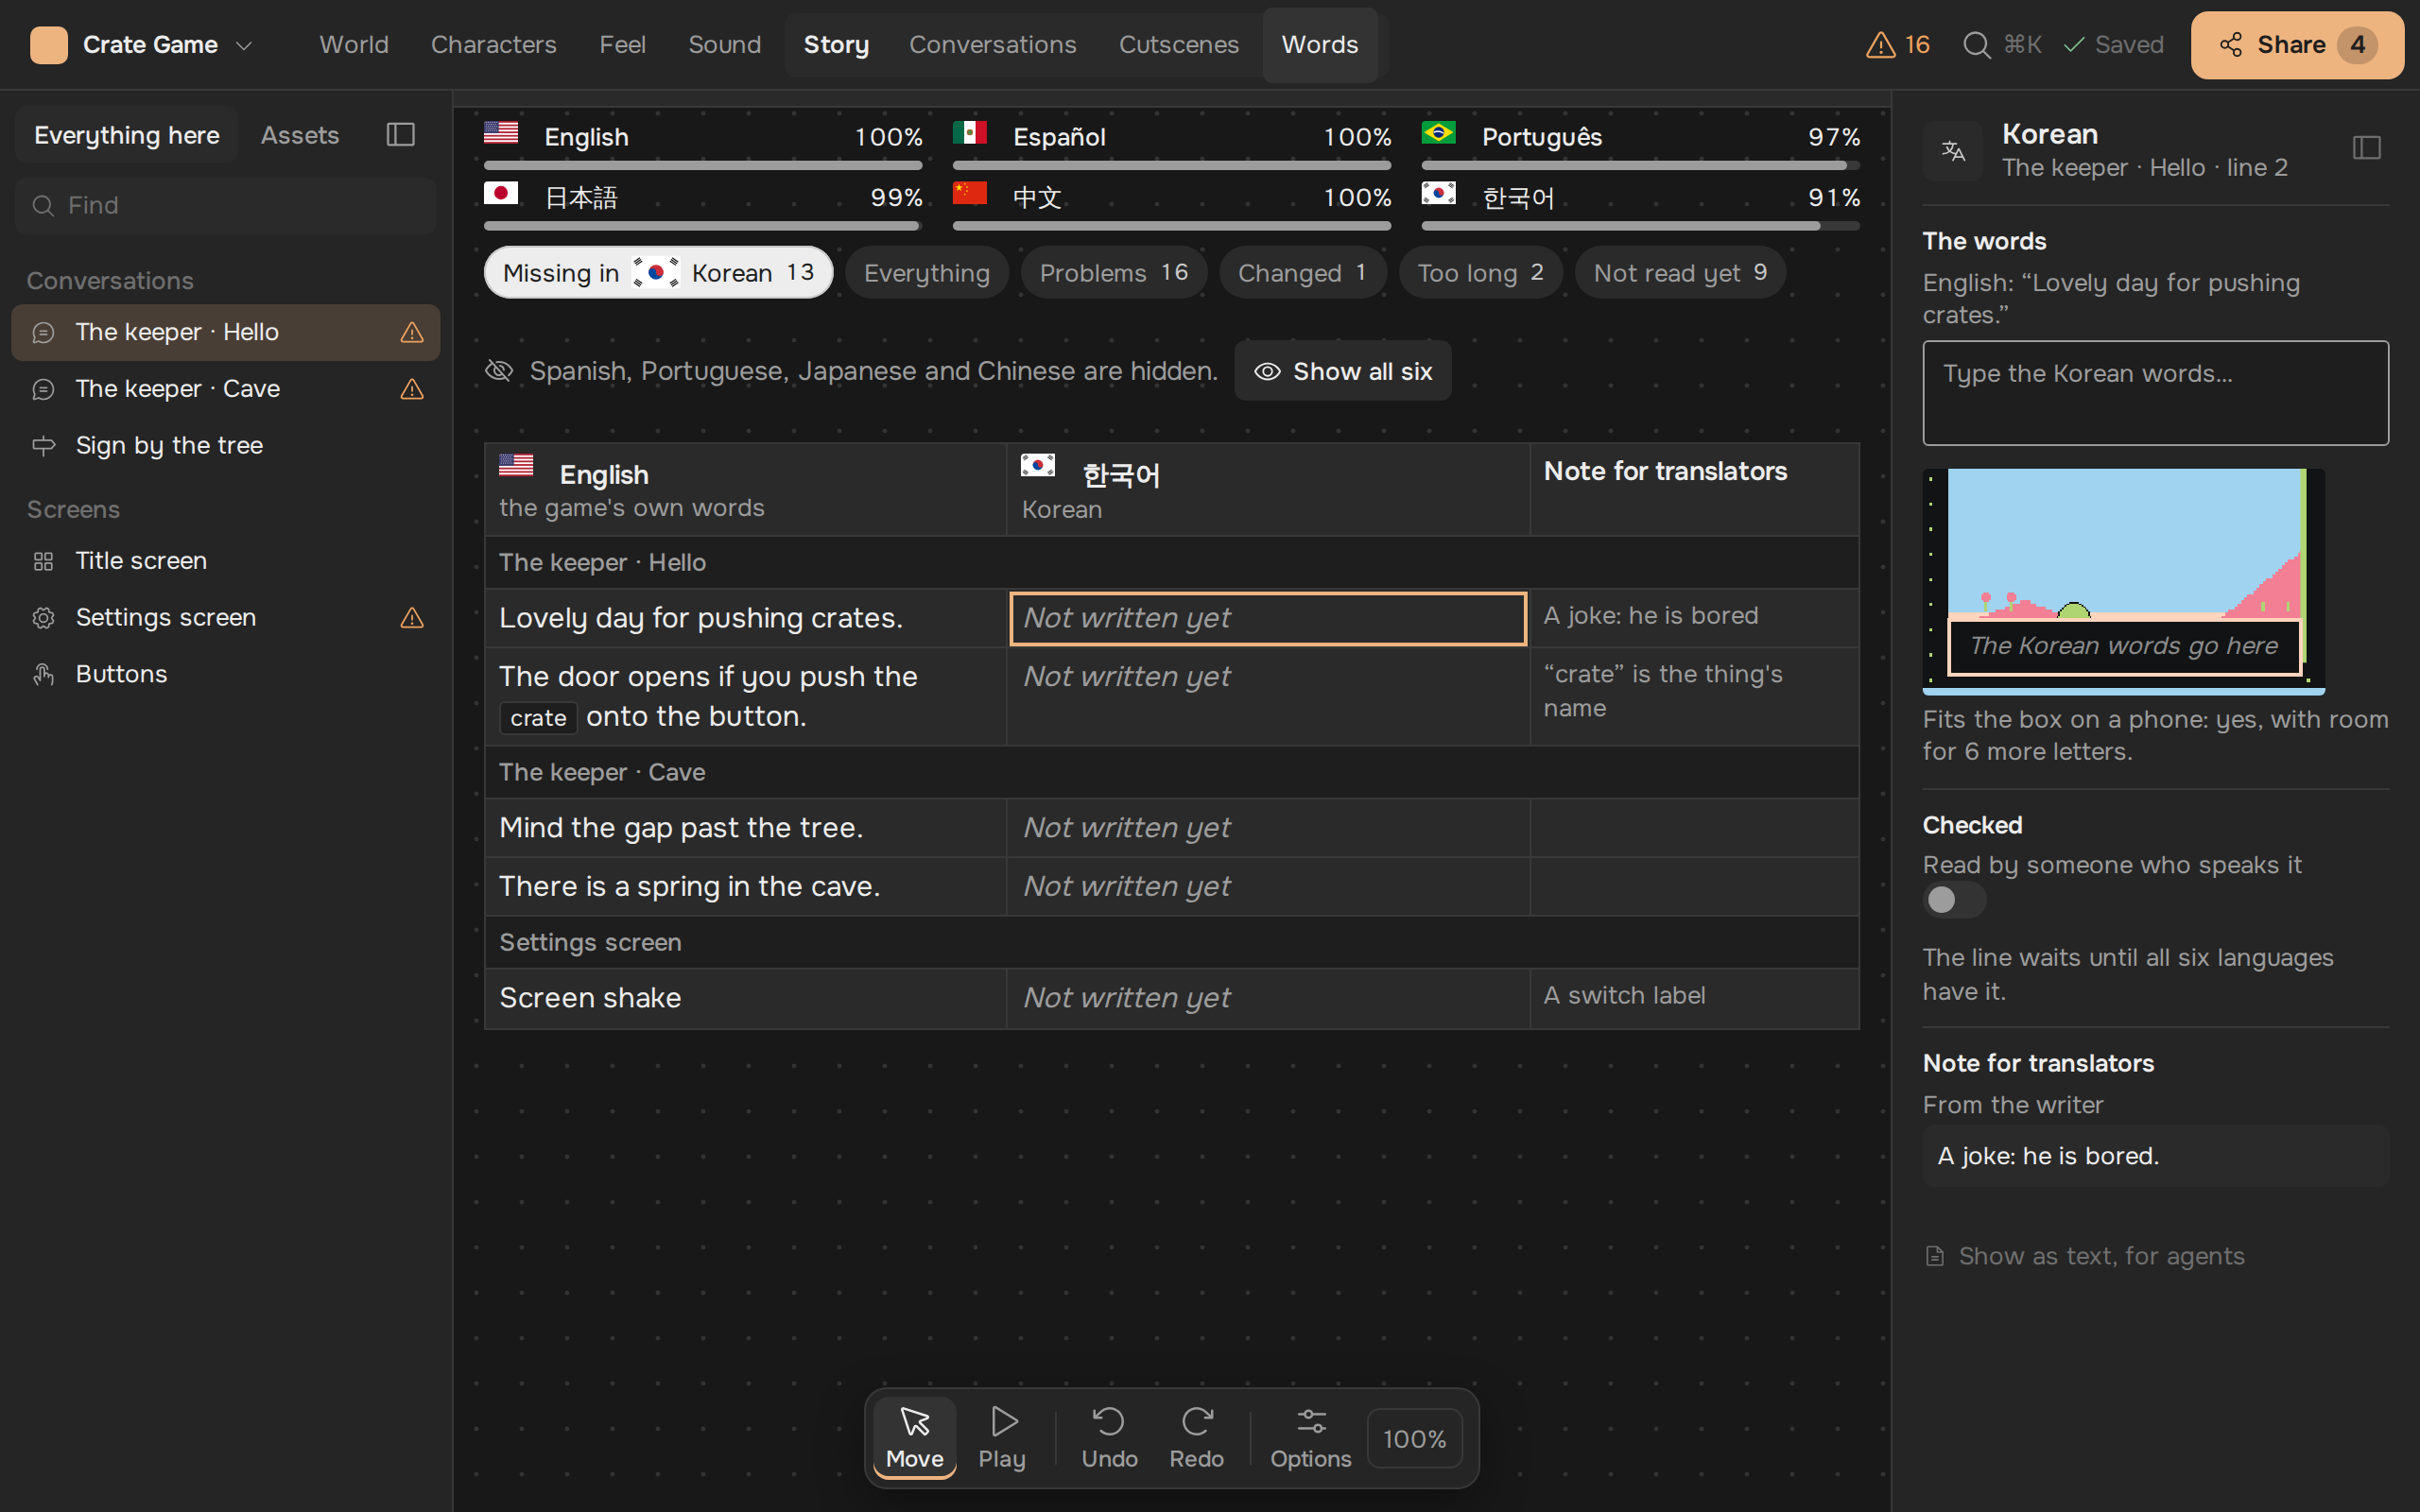 Crate Game
World
Characters
Feel
Sound
Story
Conversations
Cutscenes
Words
16
⌘K
Saved
Share 4
Everything here
Assets
Find
Conversations
The keeper · Hello
The keeper · Cave
Sign by the tree
Screens
Title screen
Settings screen
Buttons
English 100%
Español 100%
Português 97%
日本語 99%
中文 100%
한국어 91%
Missing in Korean 13
Everything
Problems 16
Changed 1
Too long 2
Not read yet 9
Spanish, Portuguese, Japanese and Chinese are hidden.
Show all six
English
the game's own words
한국어
Korean
Note for translators
The keeper · Hello
Lovely day for pushing crates.
Not written yet
A joke: he is bored
The door opens if you push the
crate onto the button.
Not written yet
“crate” is the thing's
name
The keeper · Cave
Mind the gap past the tree.
Not written yet
There is a spring in the cave.
Not written yet
Settings screen
Screen shake
Not written yet
A switch label
Move
Play
Undo
Redo
Options
100%
Korean
The keeper · Hello · line 2
The words
English: “Lovely day for pushing
crates.”
Type the Korean words...
The Korean words go here
Fits the box on a phone: yes, with room
for 6 more letters.
Checked
Read by someone who speaks it
The line waits until all six languages
have it.
Note for translators
From the writer
A joke: he is bored.
Show as text, for agents